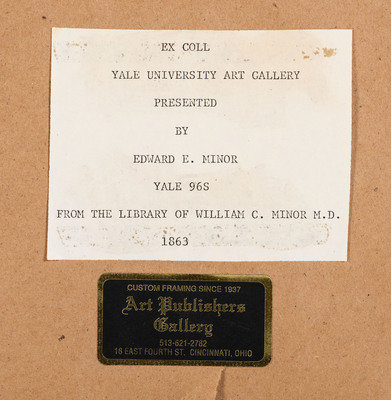 EX COLL
YALE UNIVERSITY ART GALLERY
PRESENTED
BY
EDWARD E. MINOR
YALE 96S
FROM THE LIBRARY OF WILLIAM C. MINOR M.D.
1863
CUSTOM FRAMING SINCE 1937
Art Publishers
Gallery
513-621-2782
16 EAST FOURTH ST. CINCINNATI, OHIO